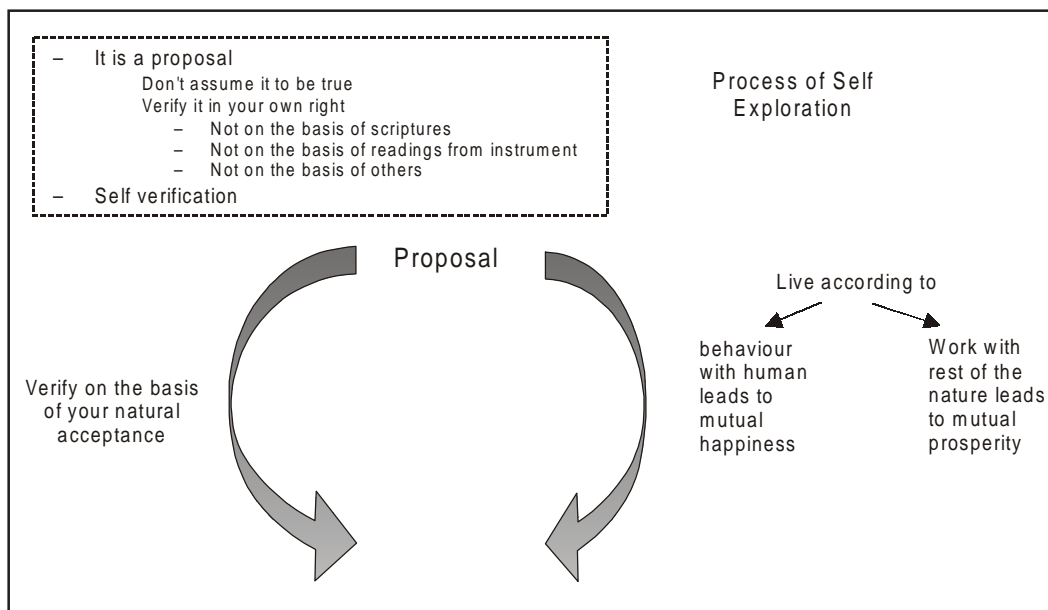 – It is a proposal
Don't assume it to be true
Verify it in your own right
– Not on the basis of scriptures
– Not on the basis of readings from instrument
– Not on the basis of others
– Self verification
Process of Self
Exploration
Proposal
Verify on the basis
of your natural
acceptance
Live according to
behaviour
with human
leads to
mutual
happiness
Work with
rest of the
nature leads
to mutual
prosperity